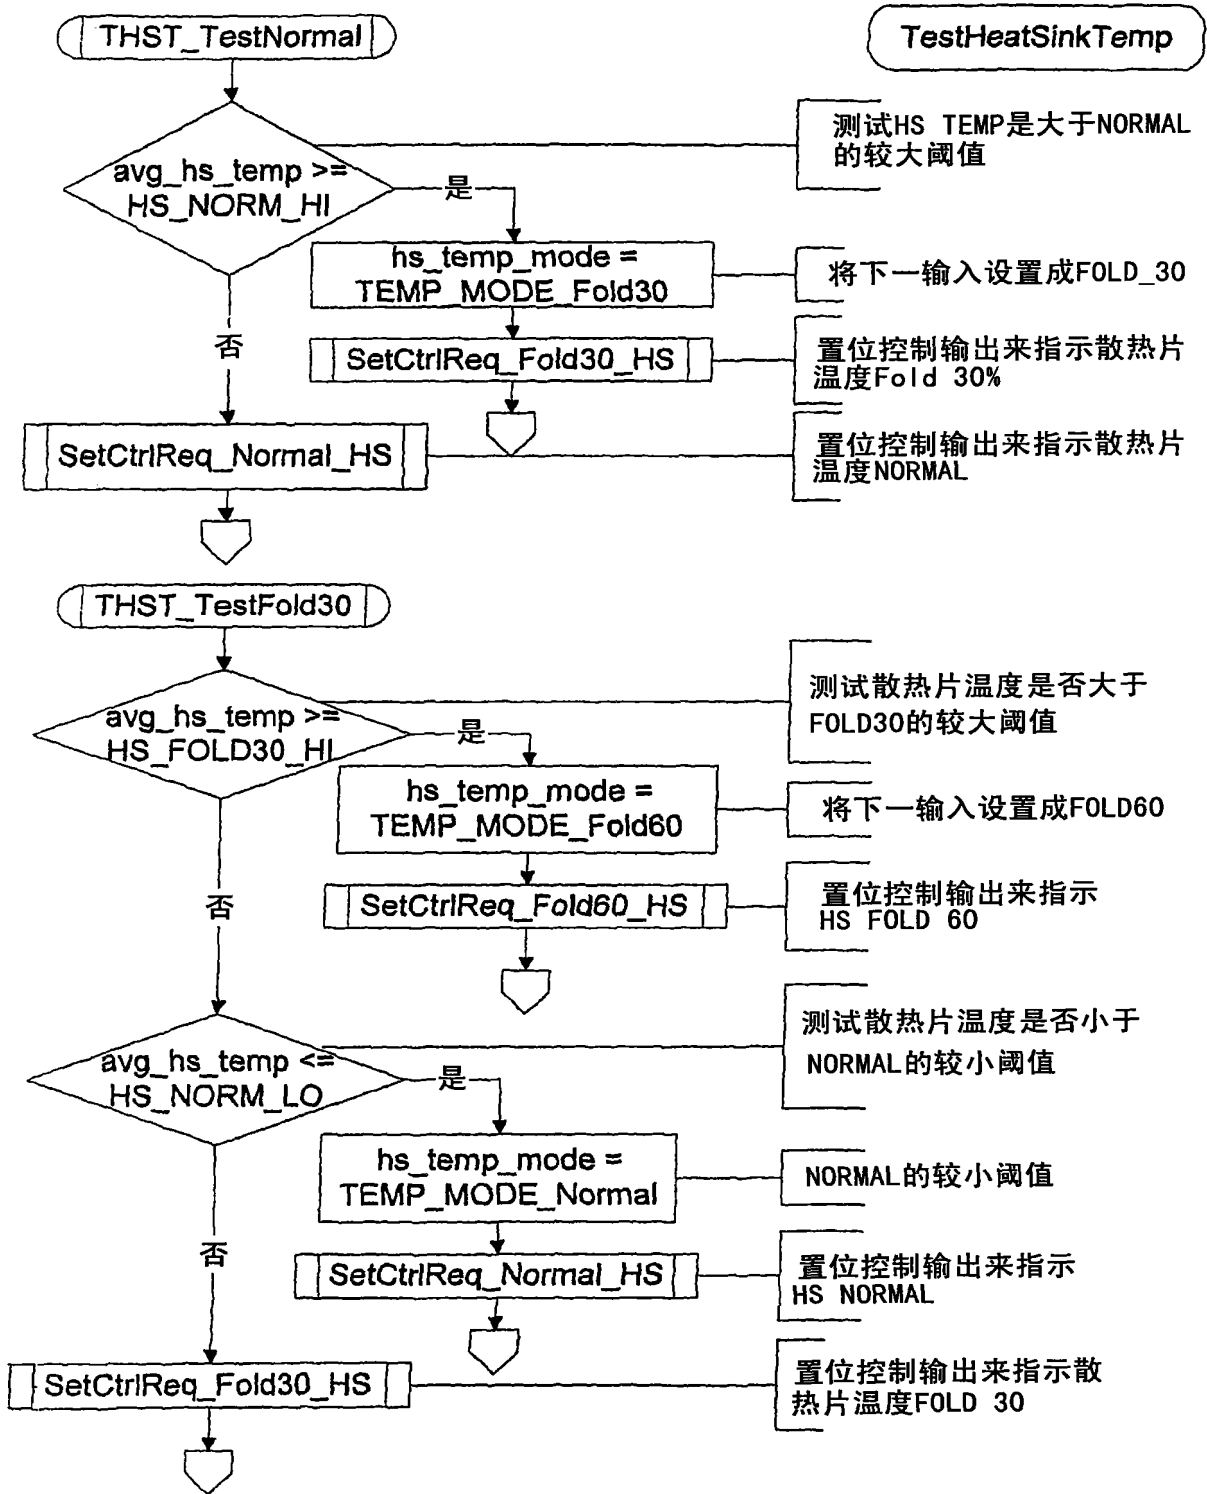 THST_TestNormal
TestHeatSinkTemp
测试HS TEMP是大于NORMAL
的较大阈值
avg_hs_temp >=
HS_NORM_HI
是
hs_temp_mode =
TEMP_MODE_Fold30
将下一输入设置成FOLD_30
否
SetCtrlReq_Fold30_HS
置位控制输出来指示散热片
温度Fold 30%
SetCtrlReq_Normal_HS
置位控制输出来指示散热片
温度NORMAL
THST_TestFold30
测试散热片温度是否大于
FOLD30的较大阈值
avg_hs_temp >=
HS_FOLD30_HI
是
hs_temp_mode =
TEMP_MODE_Fold60
将下一输入设置成FOLD60
否
SetCtrlReq_Fold60_HS
置位控制输出来指示
HS FOLD 60
测试散热片温度是否小于
NORMAL的较小阈值
avg_hs_temp <=
HS_NORM_LO
是
hs_temp_mode =
TEMP_MODE_Normal
NORMAL的较小阈值
否
SetCtrlReq_Normal_HS
置位控制输出来指示
HS NORMAL
SetCtrlReq_Fold30_HS
置位控制输出来指示散
热片温度FOLD 30